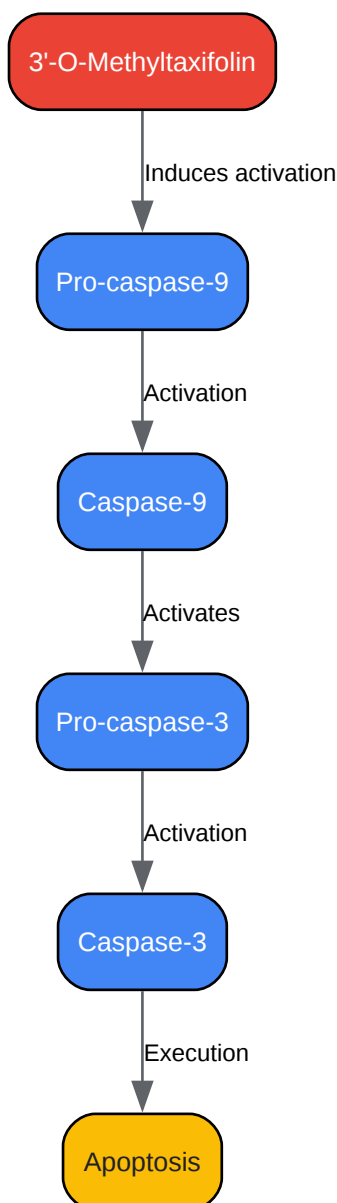 3'-O-Methyltaxifolin
Induces activation
Pro-caspase-9
Activation
Caspase-9
Activates
Pro-caspase-3
Activation
Caspase-3
Execution
Apoptosis